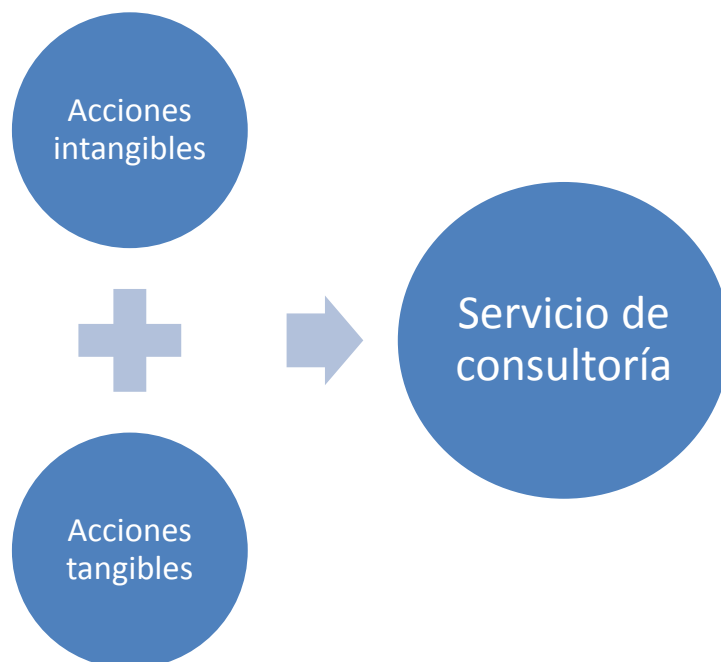 Acciones
intangibles
Servicio de
consultoría
Acciones
tangibles